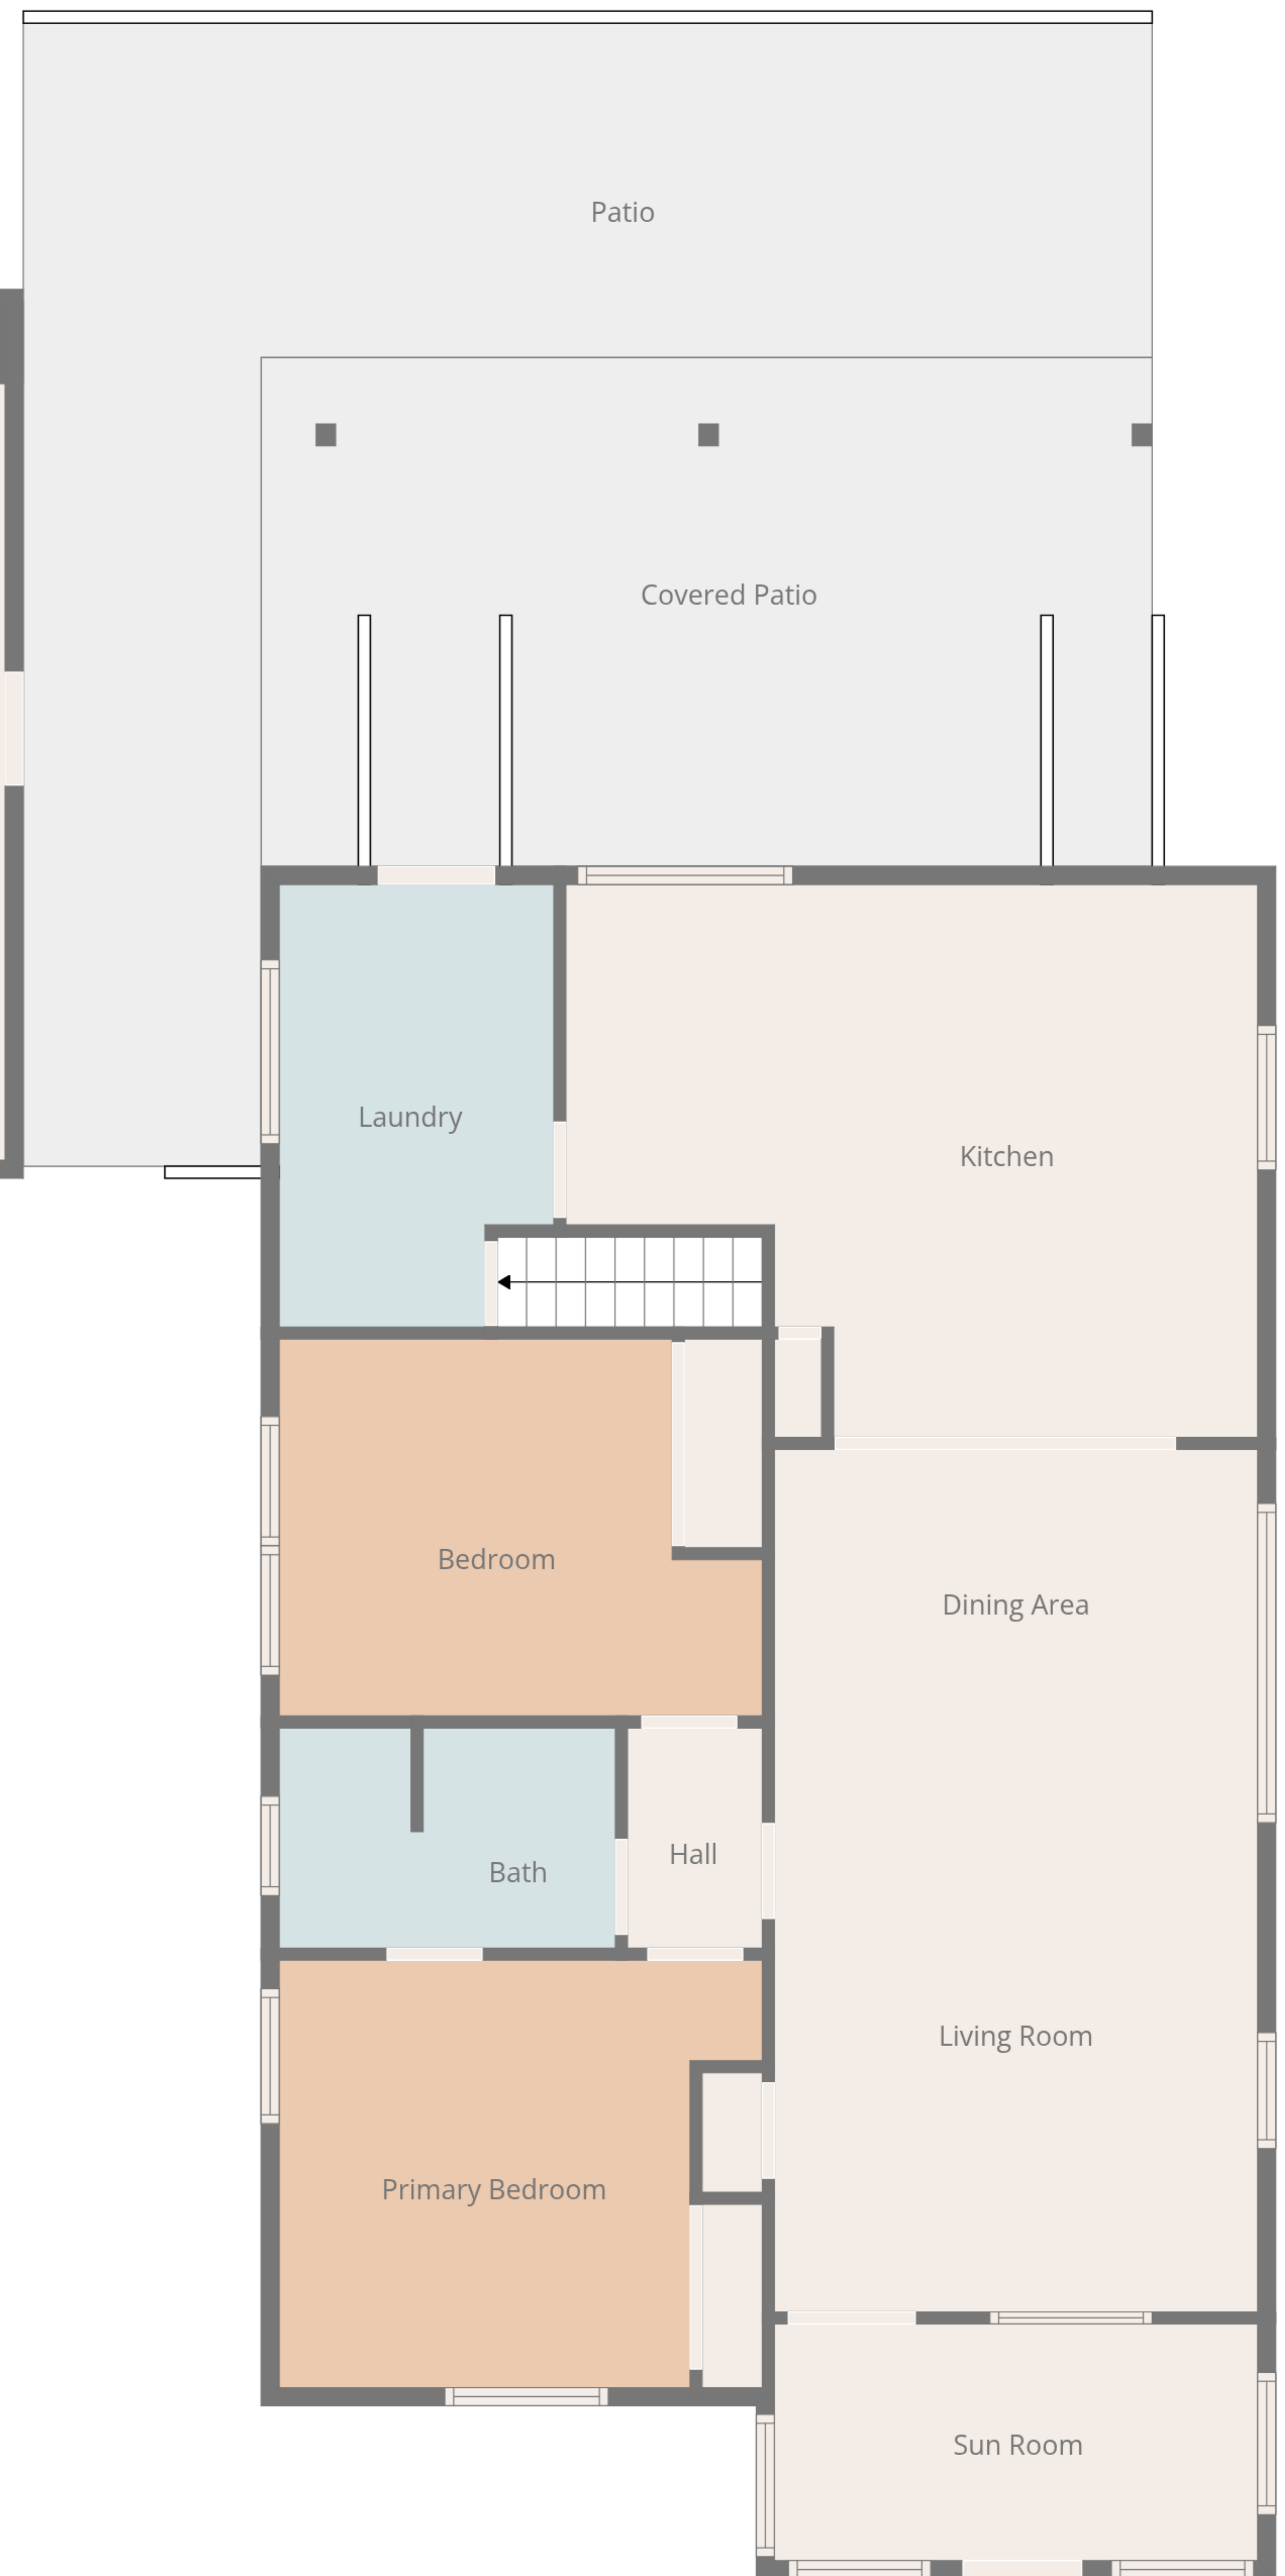 Patio
Covered Patio
Laundry
Kitchen
Bedroom
Dining Area
Hall
Bath
Living Room
Primary Bedroom
Sun Room